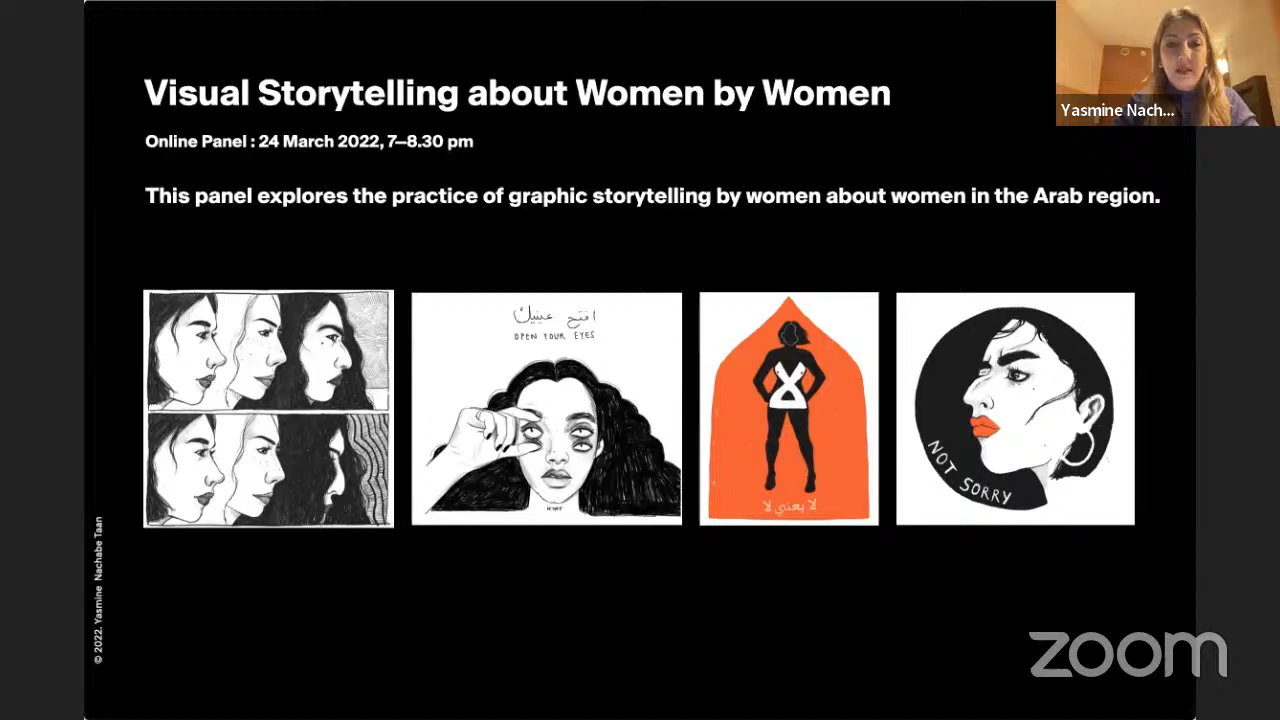 Visual Storytelling about Women by Women
Yasmine Nach...
Online Panel : 24 March 2022, 7–8.30 pm
This panel explores the practice of graphic storytelling by women about women in the Arab region.
افتح عينيك
OPEN YOUR EYES
لا يعني لا
NOT SORRY
© 2022. Yasmine Nachabe Taan
zoom